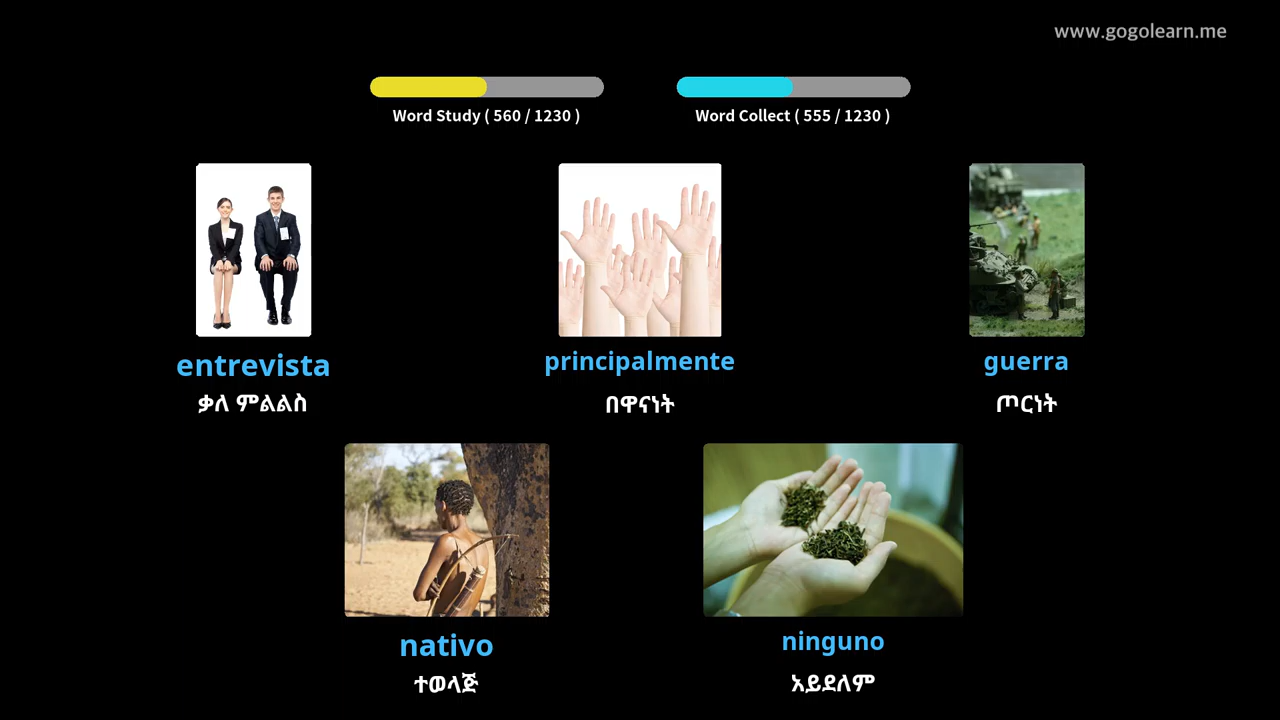 www.gogolearn.me
Word Study ( 560 / 1230 )
Word Collect ( 555 / 1230 )
entrevista
ቃለ ምልልስ
principalmente
በዋናነት
guerra
ጦርነት
nativo
ተወላጅ
ninguno
አይደለም